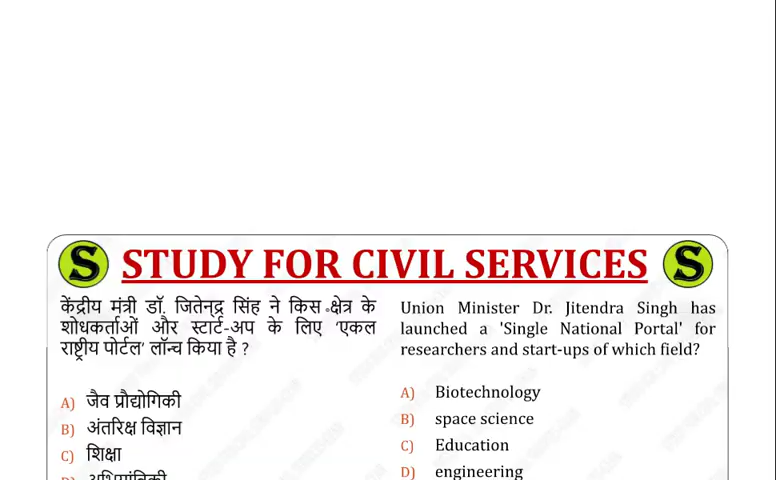 S STUDY FOR CIVIL SERVICES S
केंद्रीय मंत्री डॉ. जितेन्द्र सिंह ने किस क्षेत्र के
शोधकर्ताओं और स्टार्ट-अप के लिए ‘एकल
राष्ट्रीय पोर्टल’ लॉन्च किया है ?
A) जैव प्रौद्योगिकी
B) अंतरिक्ष विज्ञान
C) शिक्षा
D) अभियांत्रिकी
Union Minister Dr. Jitendra Singh has
launched a 'Single National Portal' for
researchers and start-ups of which field?
A) Biotechnology
B) space science
C) Education
D) engineering